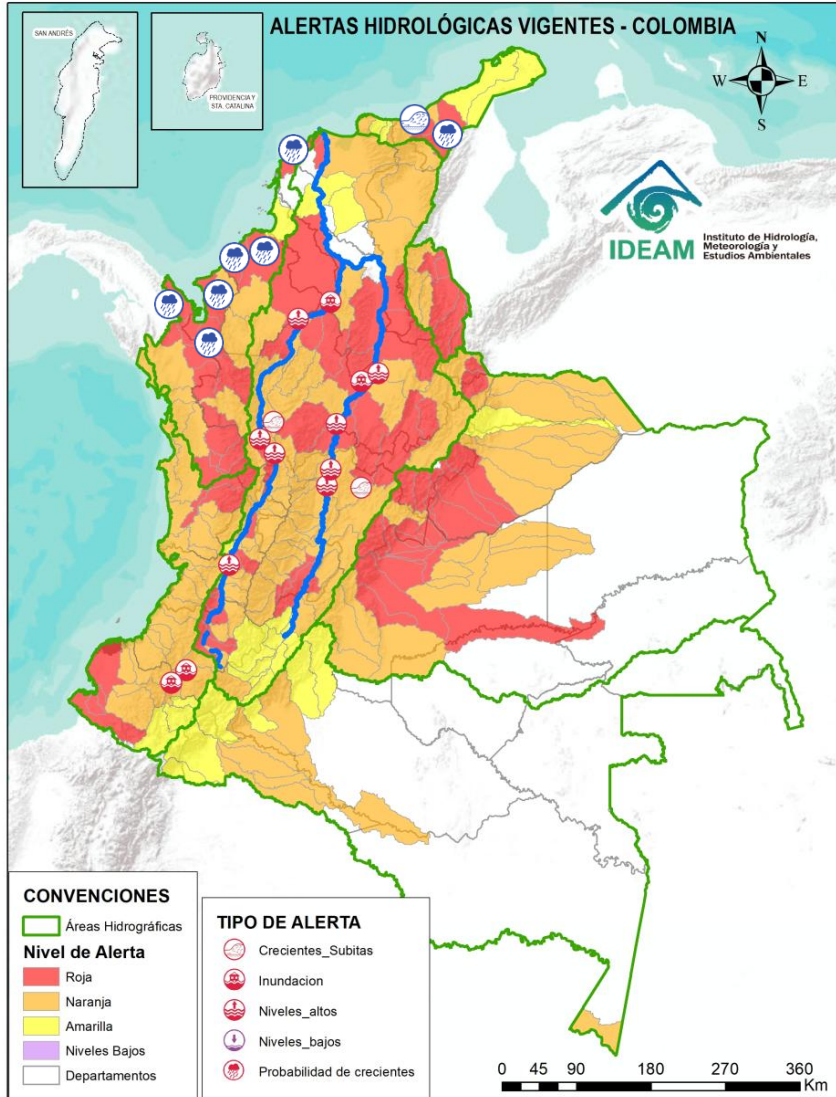 ALERTAS HIDROLÓGICAS VIGENTES - COLOMBIA
SAN ANDRÉS
PROVIDENCIA Y
STA. CATALINA
N
W E
S
IDEAM
Instituto de Hidrología,
Meteorología y
Estudios Ambientales
CONVENCIONES
Áreas Hidrográficas
Nivel de Alerta
Roja
Naranja
Amarilla
Niveles Bajos
Departamentos
TIPO DE ALERTA
Crecientes_Subitas
Inundacion
Niveles_altos
Niveles_bajos
Probabilidad de crecientes
0 45 90 180 270 360
Km